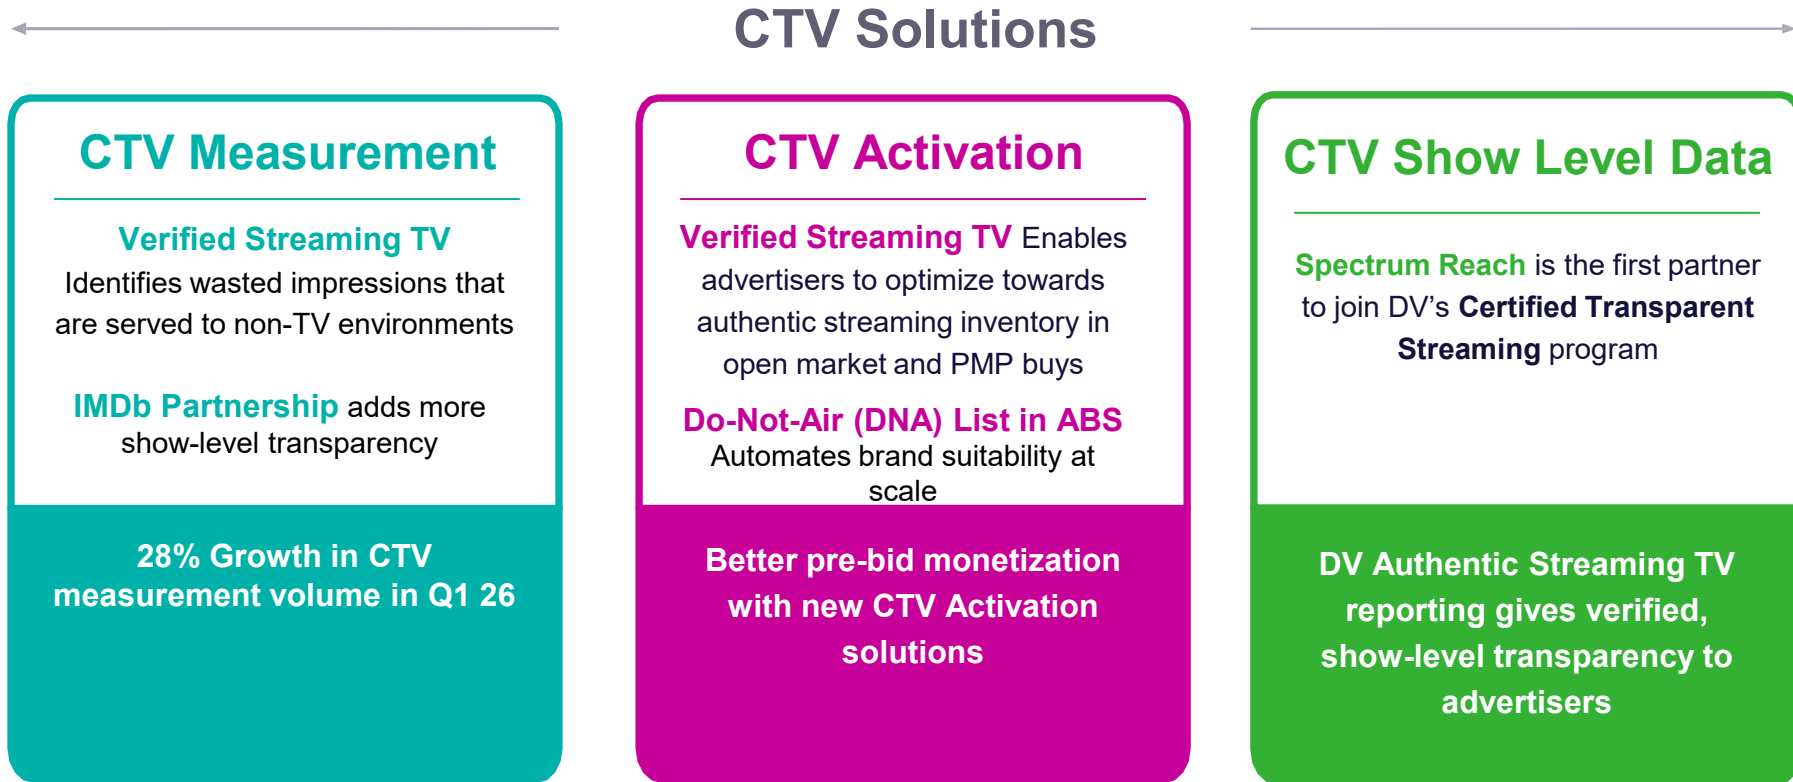 CTV Solutions
CTV Measurement
Verified Streaming TV
Identifies wasted impressions that
are served to non-TV environments
IMDb Partnership adds more
show-level transparency
28% Growth in CTV
measurement volume in Q1 26
CTV Activation
Verified Streaming TV Enables
advertisers to optimize towards
authentic streaming inventory in
open market and PMP buys
Do-Not-Air (DNA) List in ABS
Automates brand suitability at
scale
Better pre-bid monetization
with new CTV Activation
solutions
CTV Show Level Data
Spectrum Reach is the first partner
to join DV’s Certified Transparent
Streaming program
DV Authentic Streaming TV
reporting gives verified,
show-level transparency to
advertisers